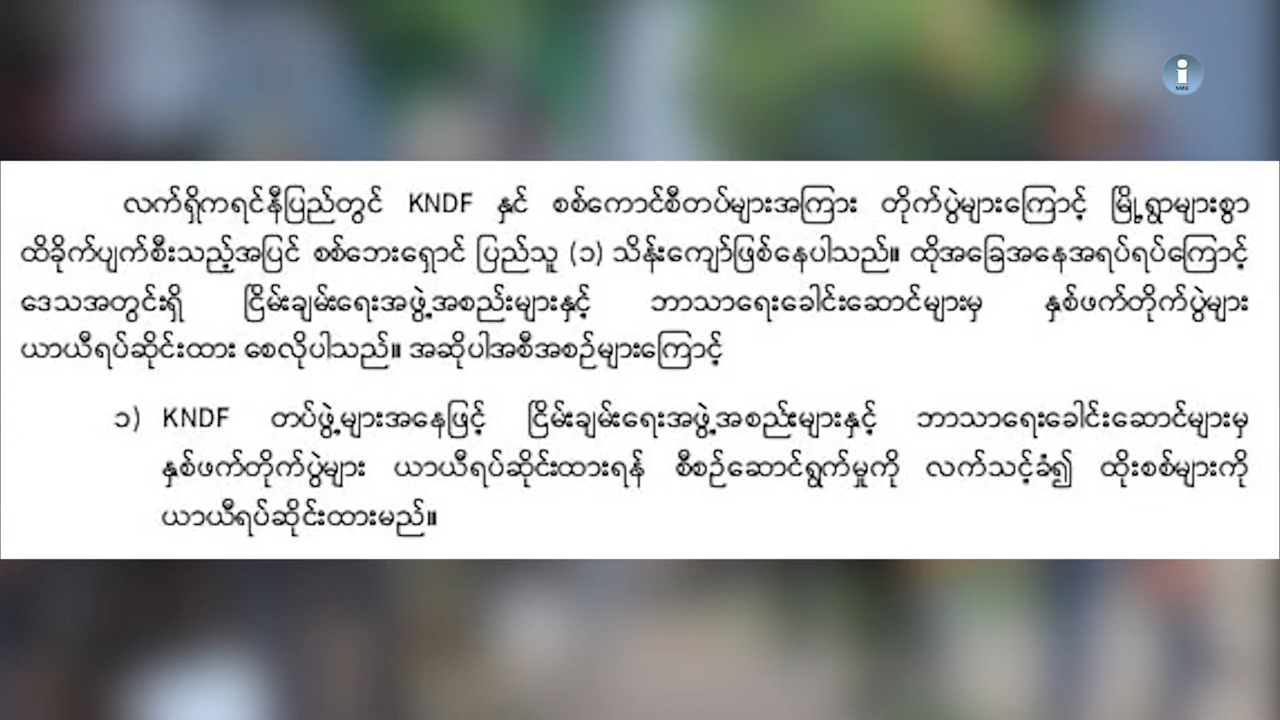 NMG
လက်ရှိကရင်နီပြည်တွင် KNDF နှင် စစ်ကောင်စီတပ်များအကြား တိုက်ပွဲများကြောင့် မြို့ရွာများစွာ
ထိခိုက်ပျက်စီးသည့်အပြင် စစ်ဘေးရှောင် ပြည်သူ (၁) သိန်းကျော်ဖြစ်နေပါသည်။ ထိုအခြေအနေအရပ်ရပ်ကြောင့်
ဒေသအတွင်းရှိ ငြိမ်းချမ်းရေးအဖွဲ့အစည်းများနှင့် ဘာသာရေးခေါင်းဆောင်များမှ နှစ်ဖက်တိုက်ပွဲများ
ယာယီရပ်ဆိုင်းထား စေလိုပါသည်။ အဆိုပါအစီအစဉ်များကြောင့်
၁) KNDF တပ်ဖွဲ့များအနေဖြင့် ငြိမ်းချမ်းရေးအဖွဲ့အစည်းများနှင့် ဘာသာရေးခေါင်းဆောင်များမှ
နှစ်ဖက်တိုက်ပွဲများ ယာယီရပ်ဆိုင်းထားရန် စီစဉ်ဆောင်ရွက်မှုကို လက်သင့်ခံ၍ ထိုးစစ်များကို
ယာယီရပ်ဆိုင်းထားမည်။